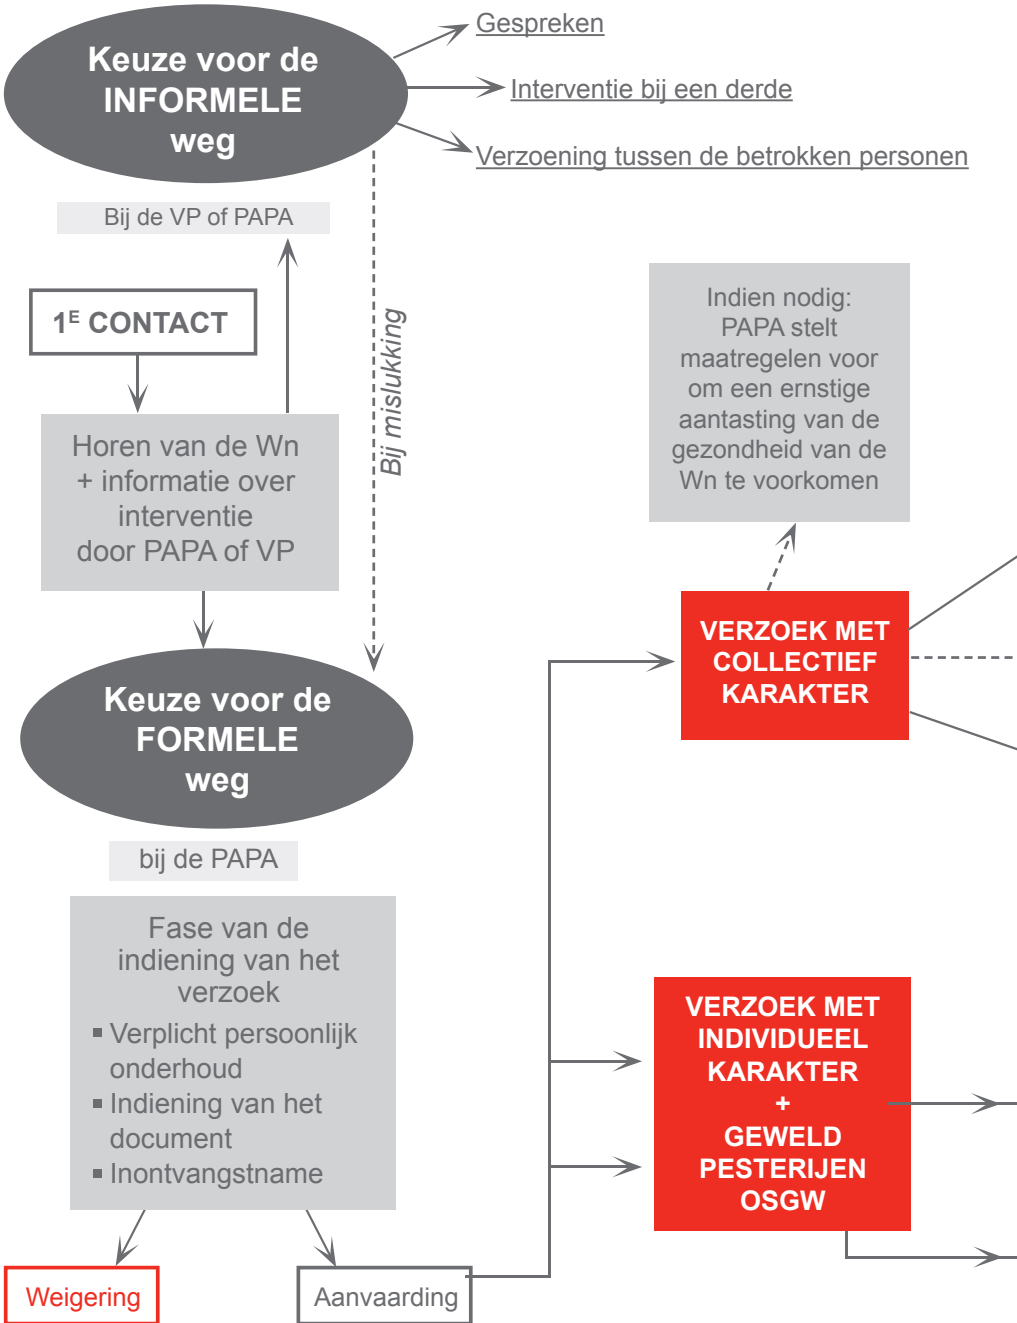 Keuze voor de
INFORMELE
weg
Gespreken
Interventie bij een derde
Verzoening tussen de betrokken personen
Bij de VP of PAPA
1E CONTACT
Horen van de Wn
+ informatie over
interventie
door PAPA of VP
Bij mislukking
Indien nodig:
PAPA stelt
maatregelen voor
om een ernstige
aantasting van de
gezondheid van de
Wn te voorkomen
VERZOEK MET
COLLECTIEF
KARAKTER
Keuze voor de
FORMELE
weg
bij de PAPA
Fase van de
indiening van het
verzoek
▪ Verplicht persoonlijk
onderhoud
▪ Indiening van het
document
▪ Inontvangstname
VERZOEK MET
INDIVIDUEEL
KARAKTER
+
GEWELD
PESTERIJEN
OSGW
Weigering
Aanvaarding